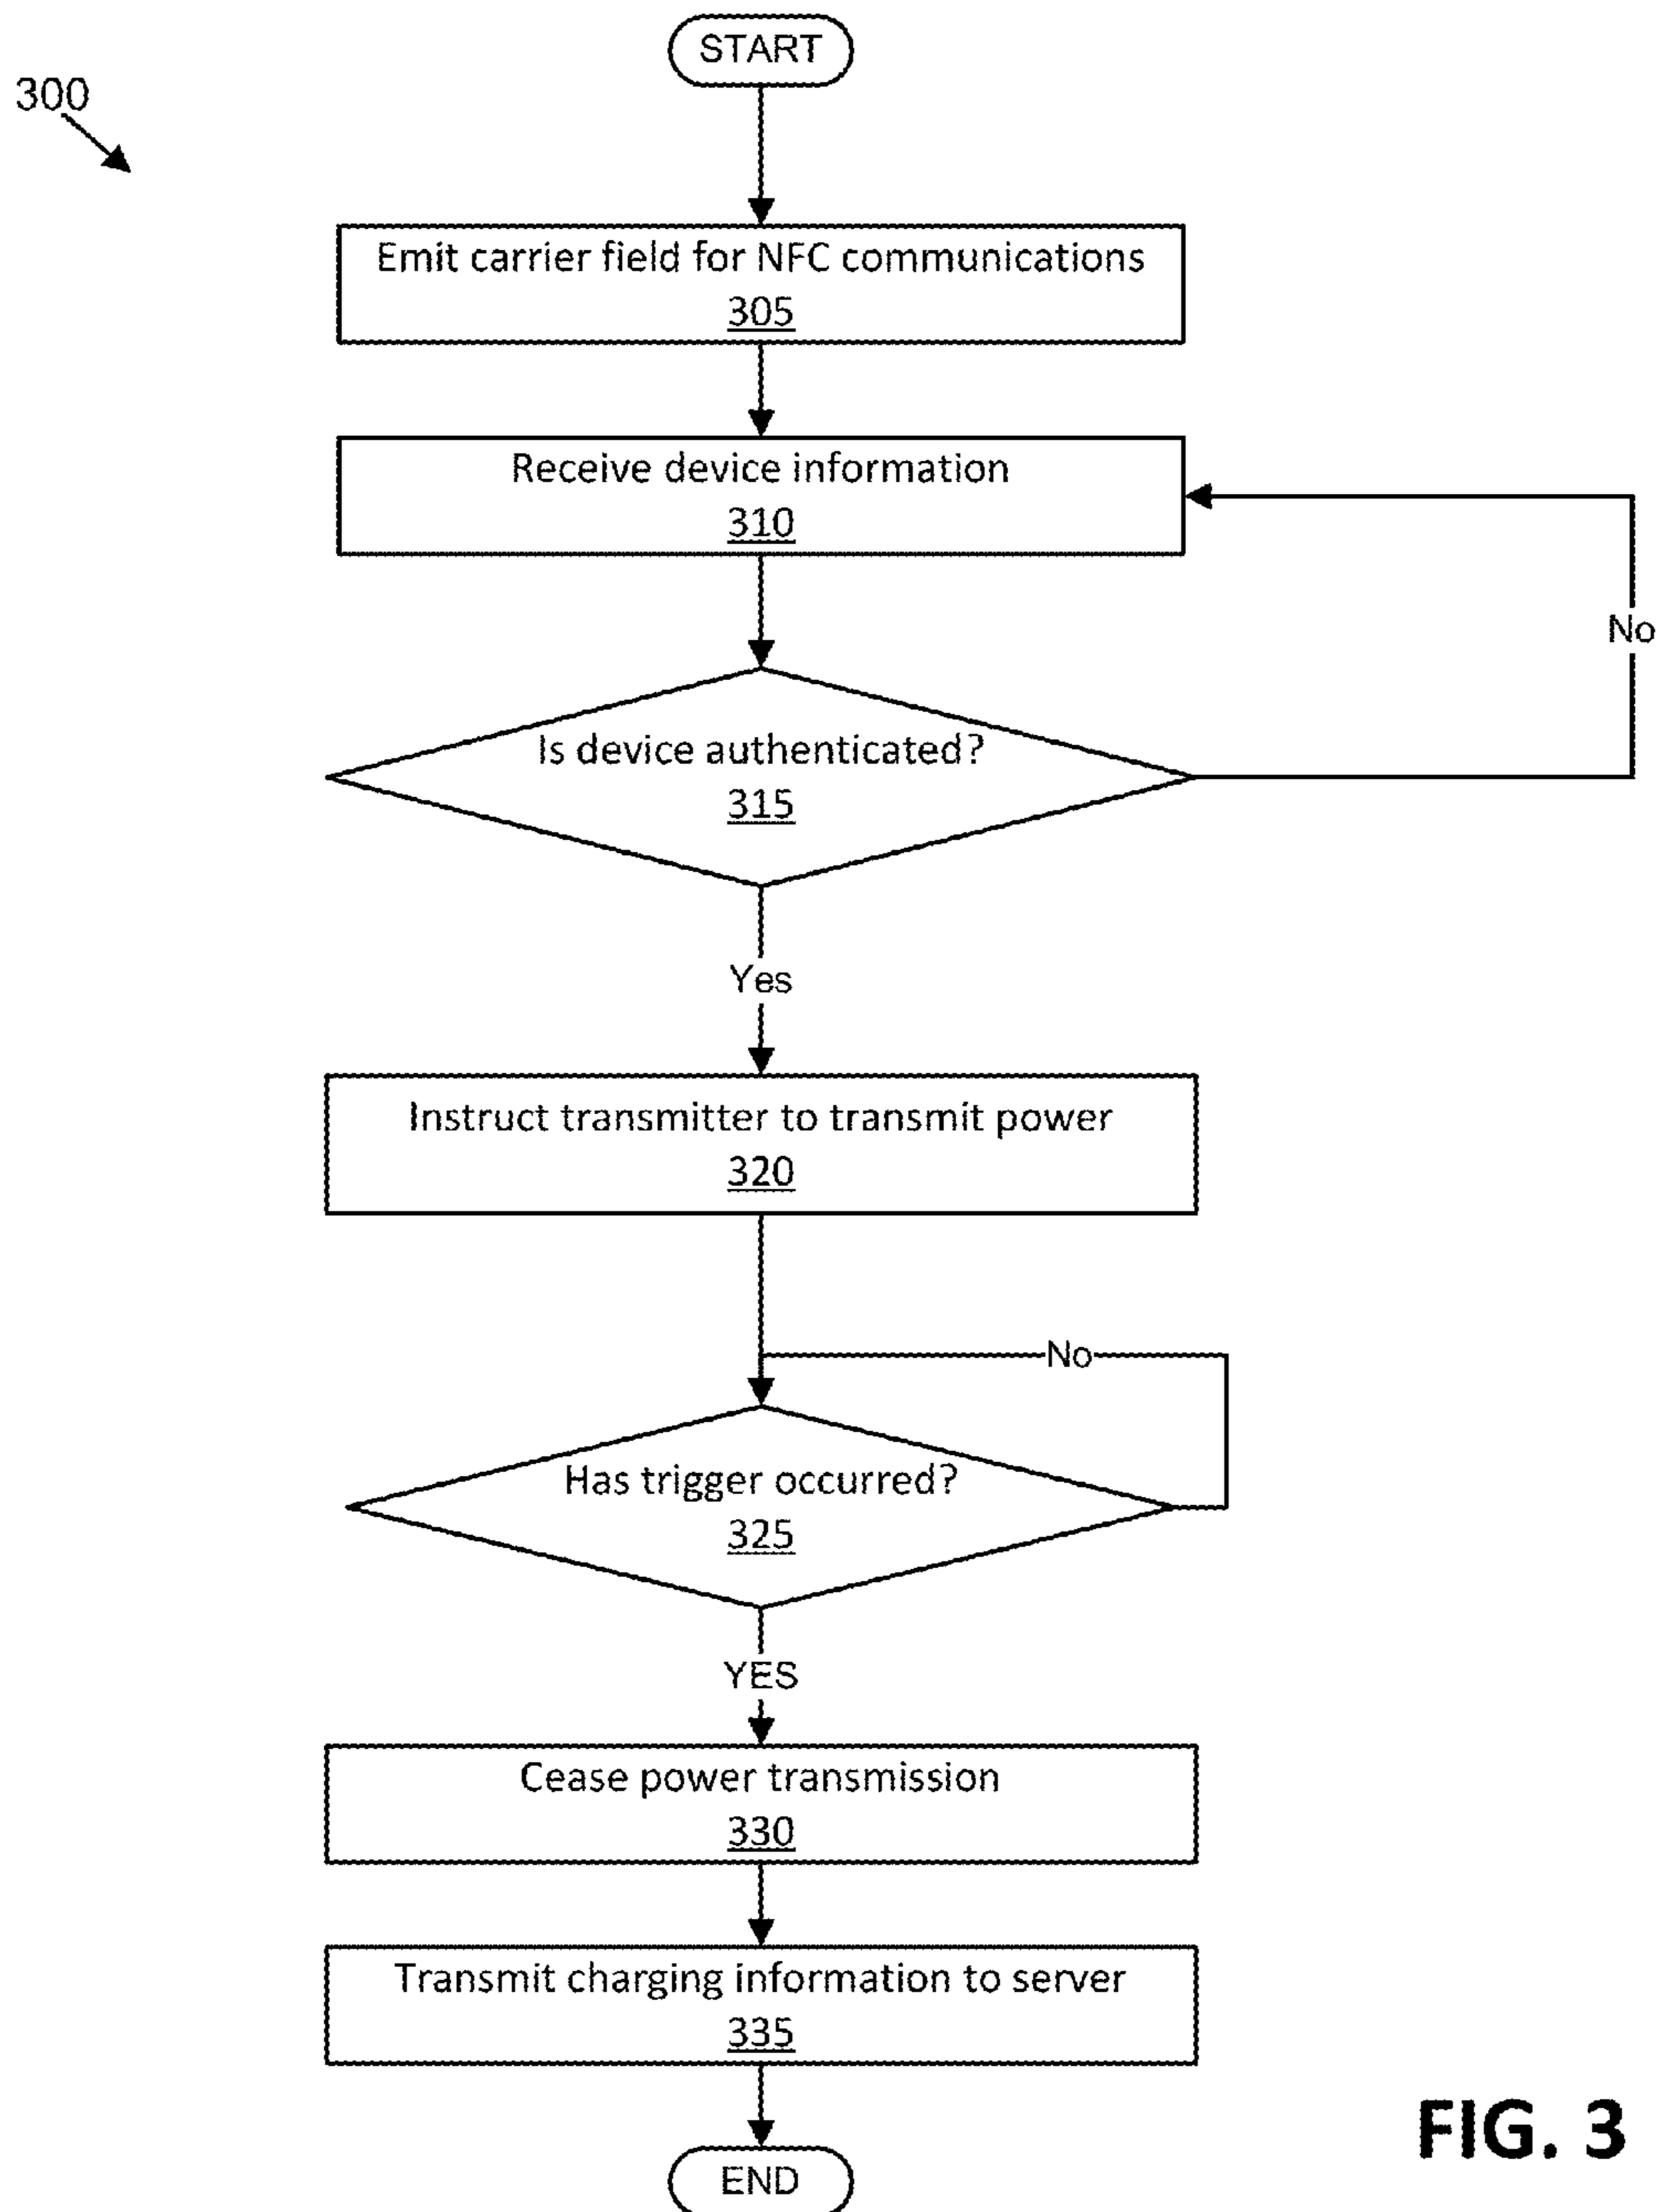 START
300
Emit carrier field for NFC communications
305
Receive device information
310
No
Is device authenticated?
315
Yes
Instruct transmitter to transmit power
320
No
Has trigger occurred?
325
YES
Cease power transmission
330
Transmit charging information to server
335
END
FIG. 3